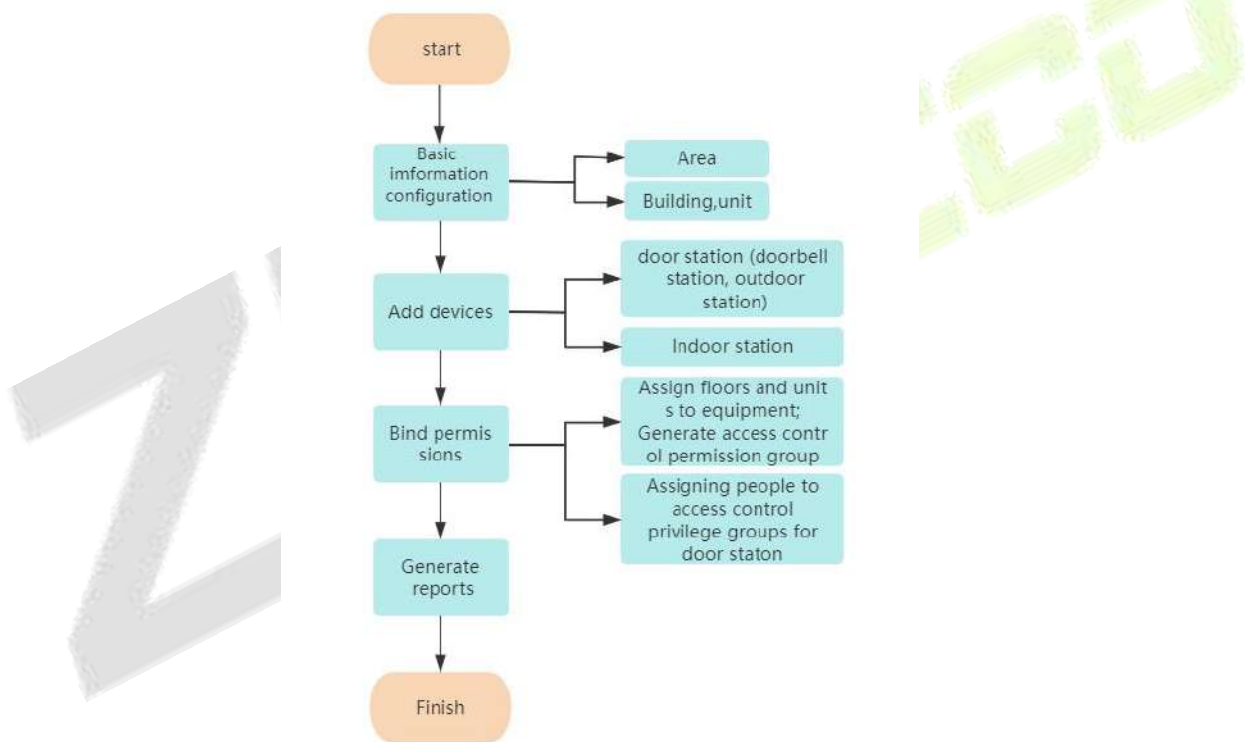 start
Basic
imformation
configuration
Area
Building,unit
Add devices
door station (doorbell
station, outdoor
station)
Indoor station
Bind permis
sions
Assign floors and unit
s to equipment;
Generate access contr
ol permission group
Assigning people to
access control
privilege groups for
door staton
Generate
reports
Finish